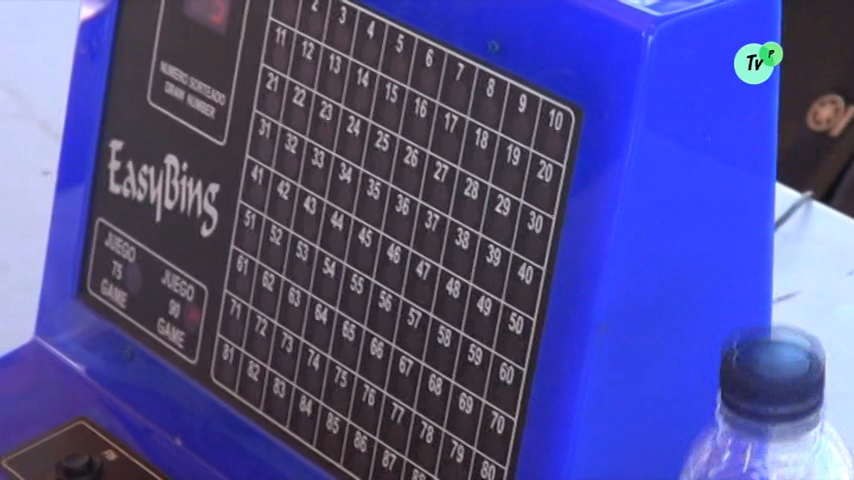 Tv P
NUMERO SORTEADO
DRAW NUMBER
EasyBing
JUEGO
75
GAME
JUEGO
90
GAME
2 3 4 5 6 7 8 9 10
11 12 13 14 15 16 17 18 19 20
21 22 23 24 25 26 27 28 29 30
31 32 33 34 35 36 37 38 39 40
41 42 43 44 45 46 47 48 49 50
51 52 53 54 55 56 57 58 59 60
61 62 63 64 65 66 67 68 69 70
71 72 73 74 75 76 77 78 79 80
81 82 83 84 85 86 87